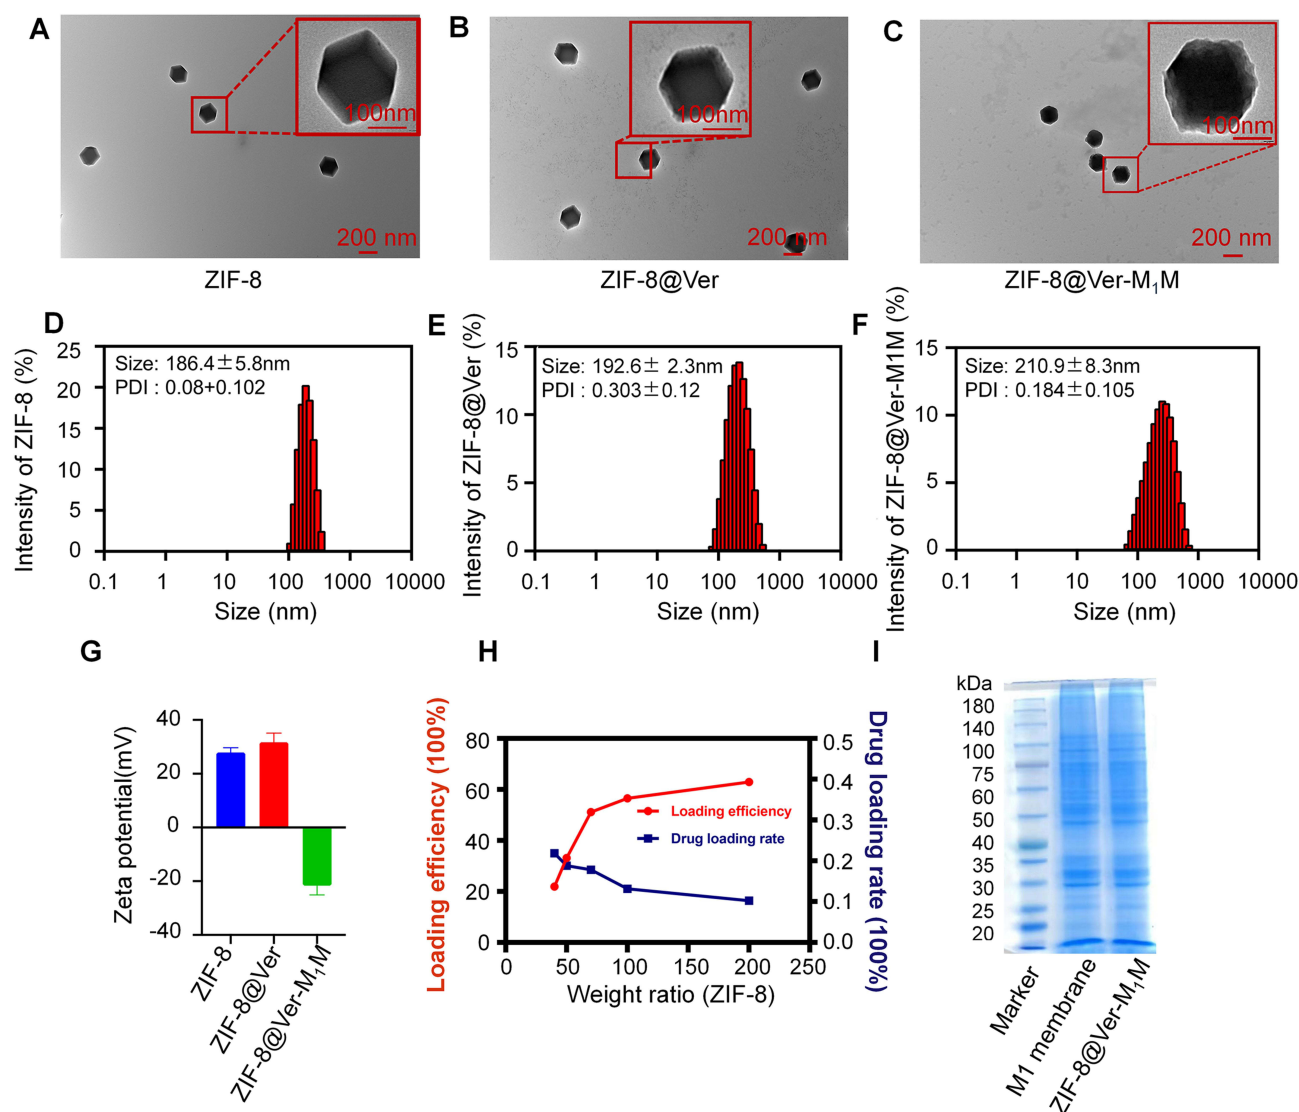 A
100nm
200 nm
ZIF-8
B
100nm
200 nm
ZIF-8@Ver
C
100nm
200 nm
ZIF-8@Ver-M₁M
D
Intensity of ZIF-8 (%)
25
20
15
10
5
0
Size: 186.4±5.8nm
PDI : 0.08+0.102
0.1 1 10 100 1000 10000
Size (nm)
E
Intensity of ZIF-8@Ver (%)
15
10
5
0
Size: 192.6± 2.3nm
PDI : 0.303±0.12
0.1 1 10 100 1000 10000
Size (nm)
F
Intensity of ZIF-8@Ver-M1M (%)
15
10
5
0
Size: 210.9±8.3nm
PDI : 0.184±0.105
0.1 1 10 100 1000 10000
Size (nm)
G
Zeta potential(mV)
40
20
0
-20
-40
ZIF-8
ZIF-8@Ver
ZIF-8@Ver-M₁M
H
Loading efficiency (100%)
80
60
40
20
0
Loading efficiency
Drug loading rate
0.5
0.4
0.3
0.2
0.1
0.0
Drug loading rate (100%)
0 50 100 150 200 250
Weight ratio (ZIF-8)
I
kDa
180
140
100
75
60
50
40
35
30
25
20
Marker
M1 membrane
ZIF-8@Ver-M₁M